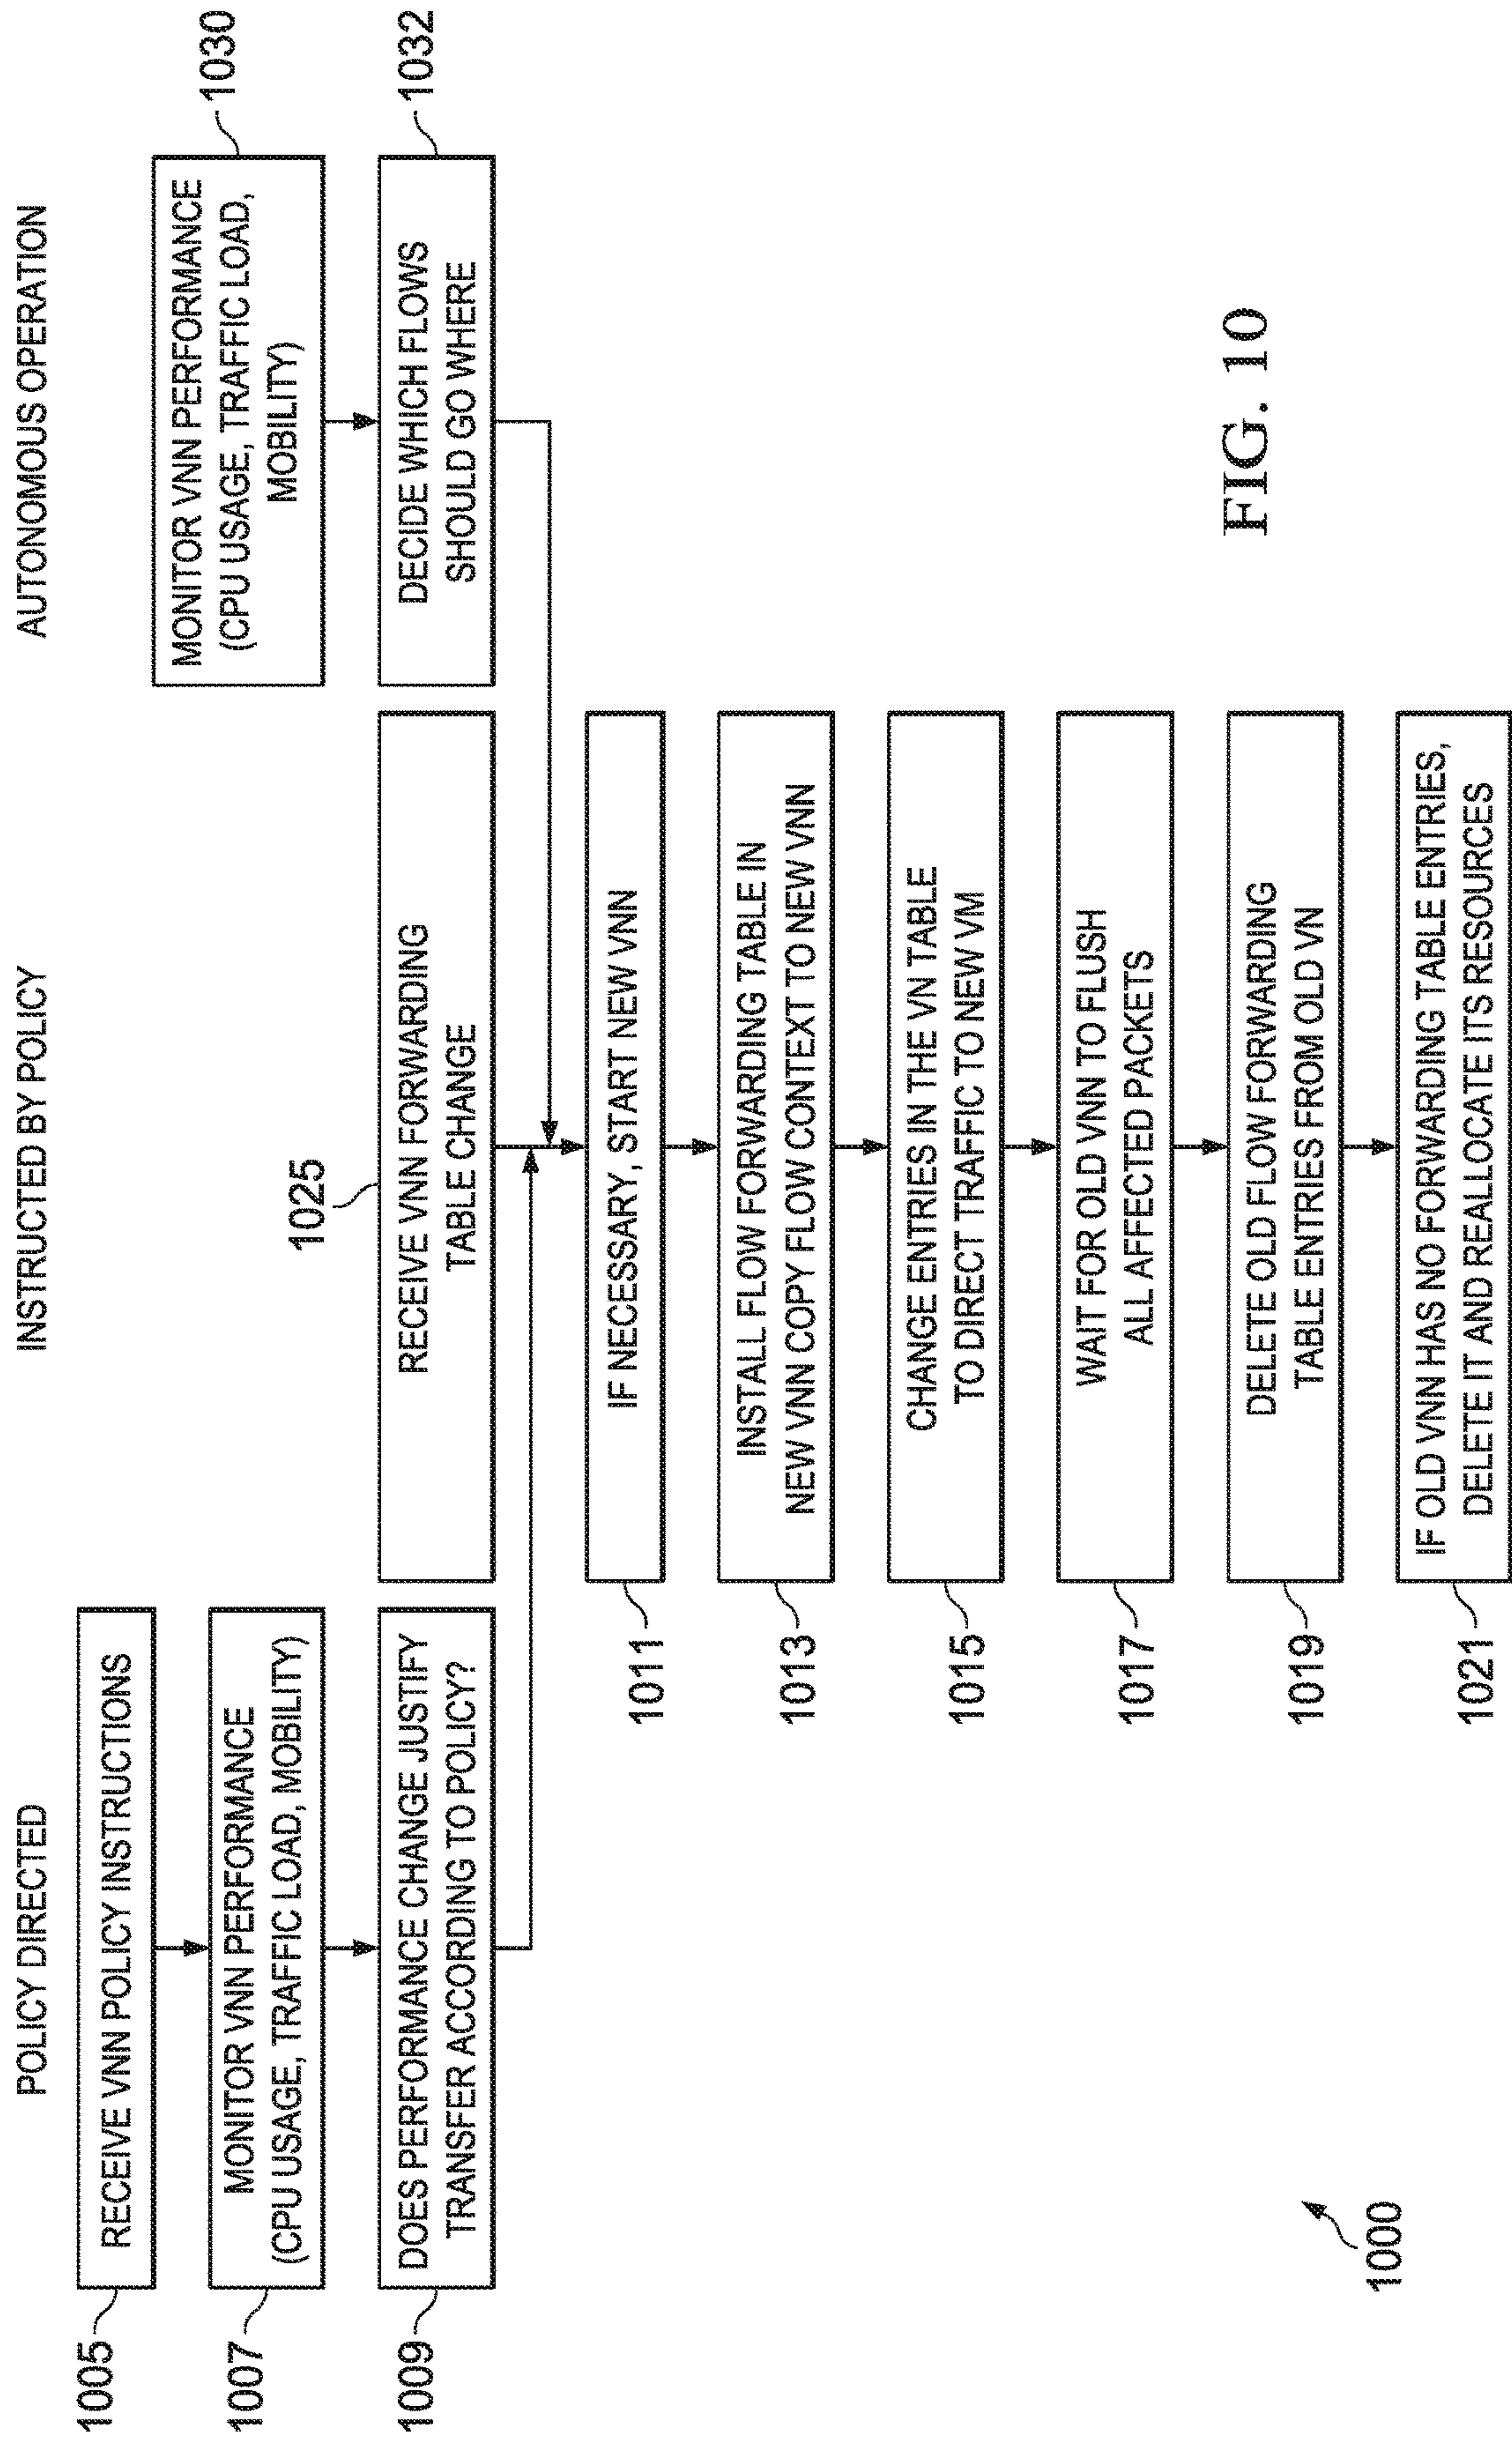 POLICY DIRECTED
INSTRUCTED BY POLICY
AUTONOMOUS OPERATION
1005
RECEIVE VNN POLICY INSTRUCTIONS
1007
MONITOR VNN PERFORMANCE
(CPU USAGE, TRAFFIC LOAD, MOBILITY)
1009
DOES PERFORMANCE CHANGE JUSTIFY
TRANSFER ACCORDING TO POLICY?
1025
RECEIVE VNN FORWARDING
TABLE CHANGE
MONITOR VNN PERFORMANCE
(CPU USAGE, TRAFFIC LOAD,
MOBILITY)
1030
DECIDE WHICH FLOWS
SHOULD GO WHERE
1032
IF NECESSARY, START NEW VNN
1011
INSTALL FLOW FORWARDING TABLE IN
NEW VNN COPY FLOW CONTEXT TO NEW VNN
1013
CHANGE ENTRIES IN THE VN TABLE
TO DIRECT TRAFFIC TO NEW VM
1015
WAIT FOR OLD VNN TO FLUSH
ALL AFFECTED PACKETS
1017
DELETE OLD FLOW FORWARDING
TABLE ENTRIES FROM OLD VN
1019
IF OLD VNN HAS NO FORWARDING TABLE ENTRIES,
DELETE IT AND REALLOCATE ITS RESOURCES
1021
1000
FIG. 10